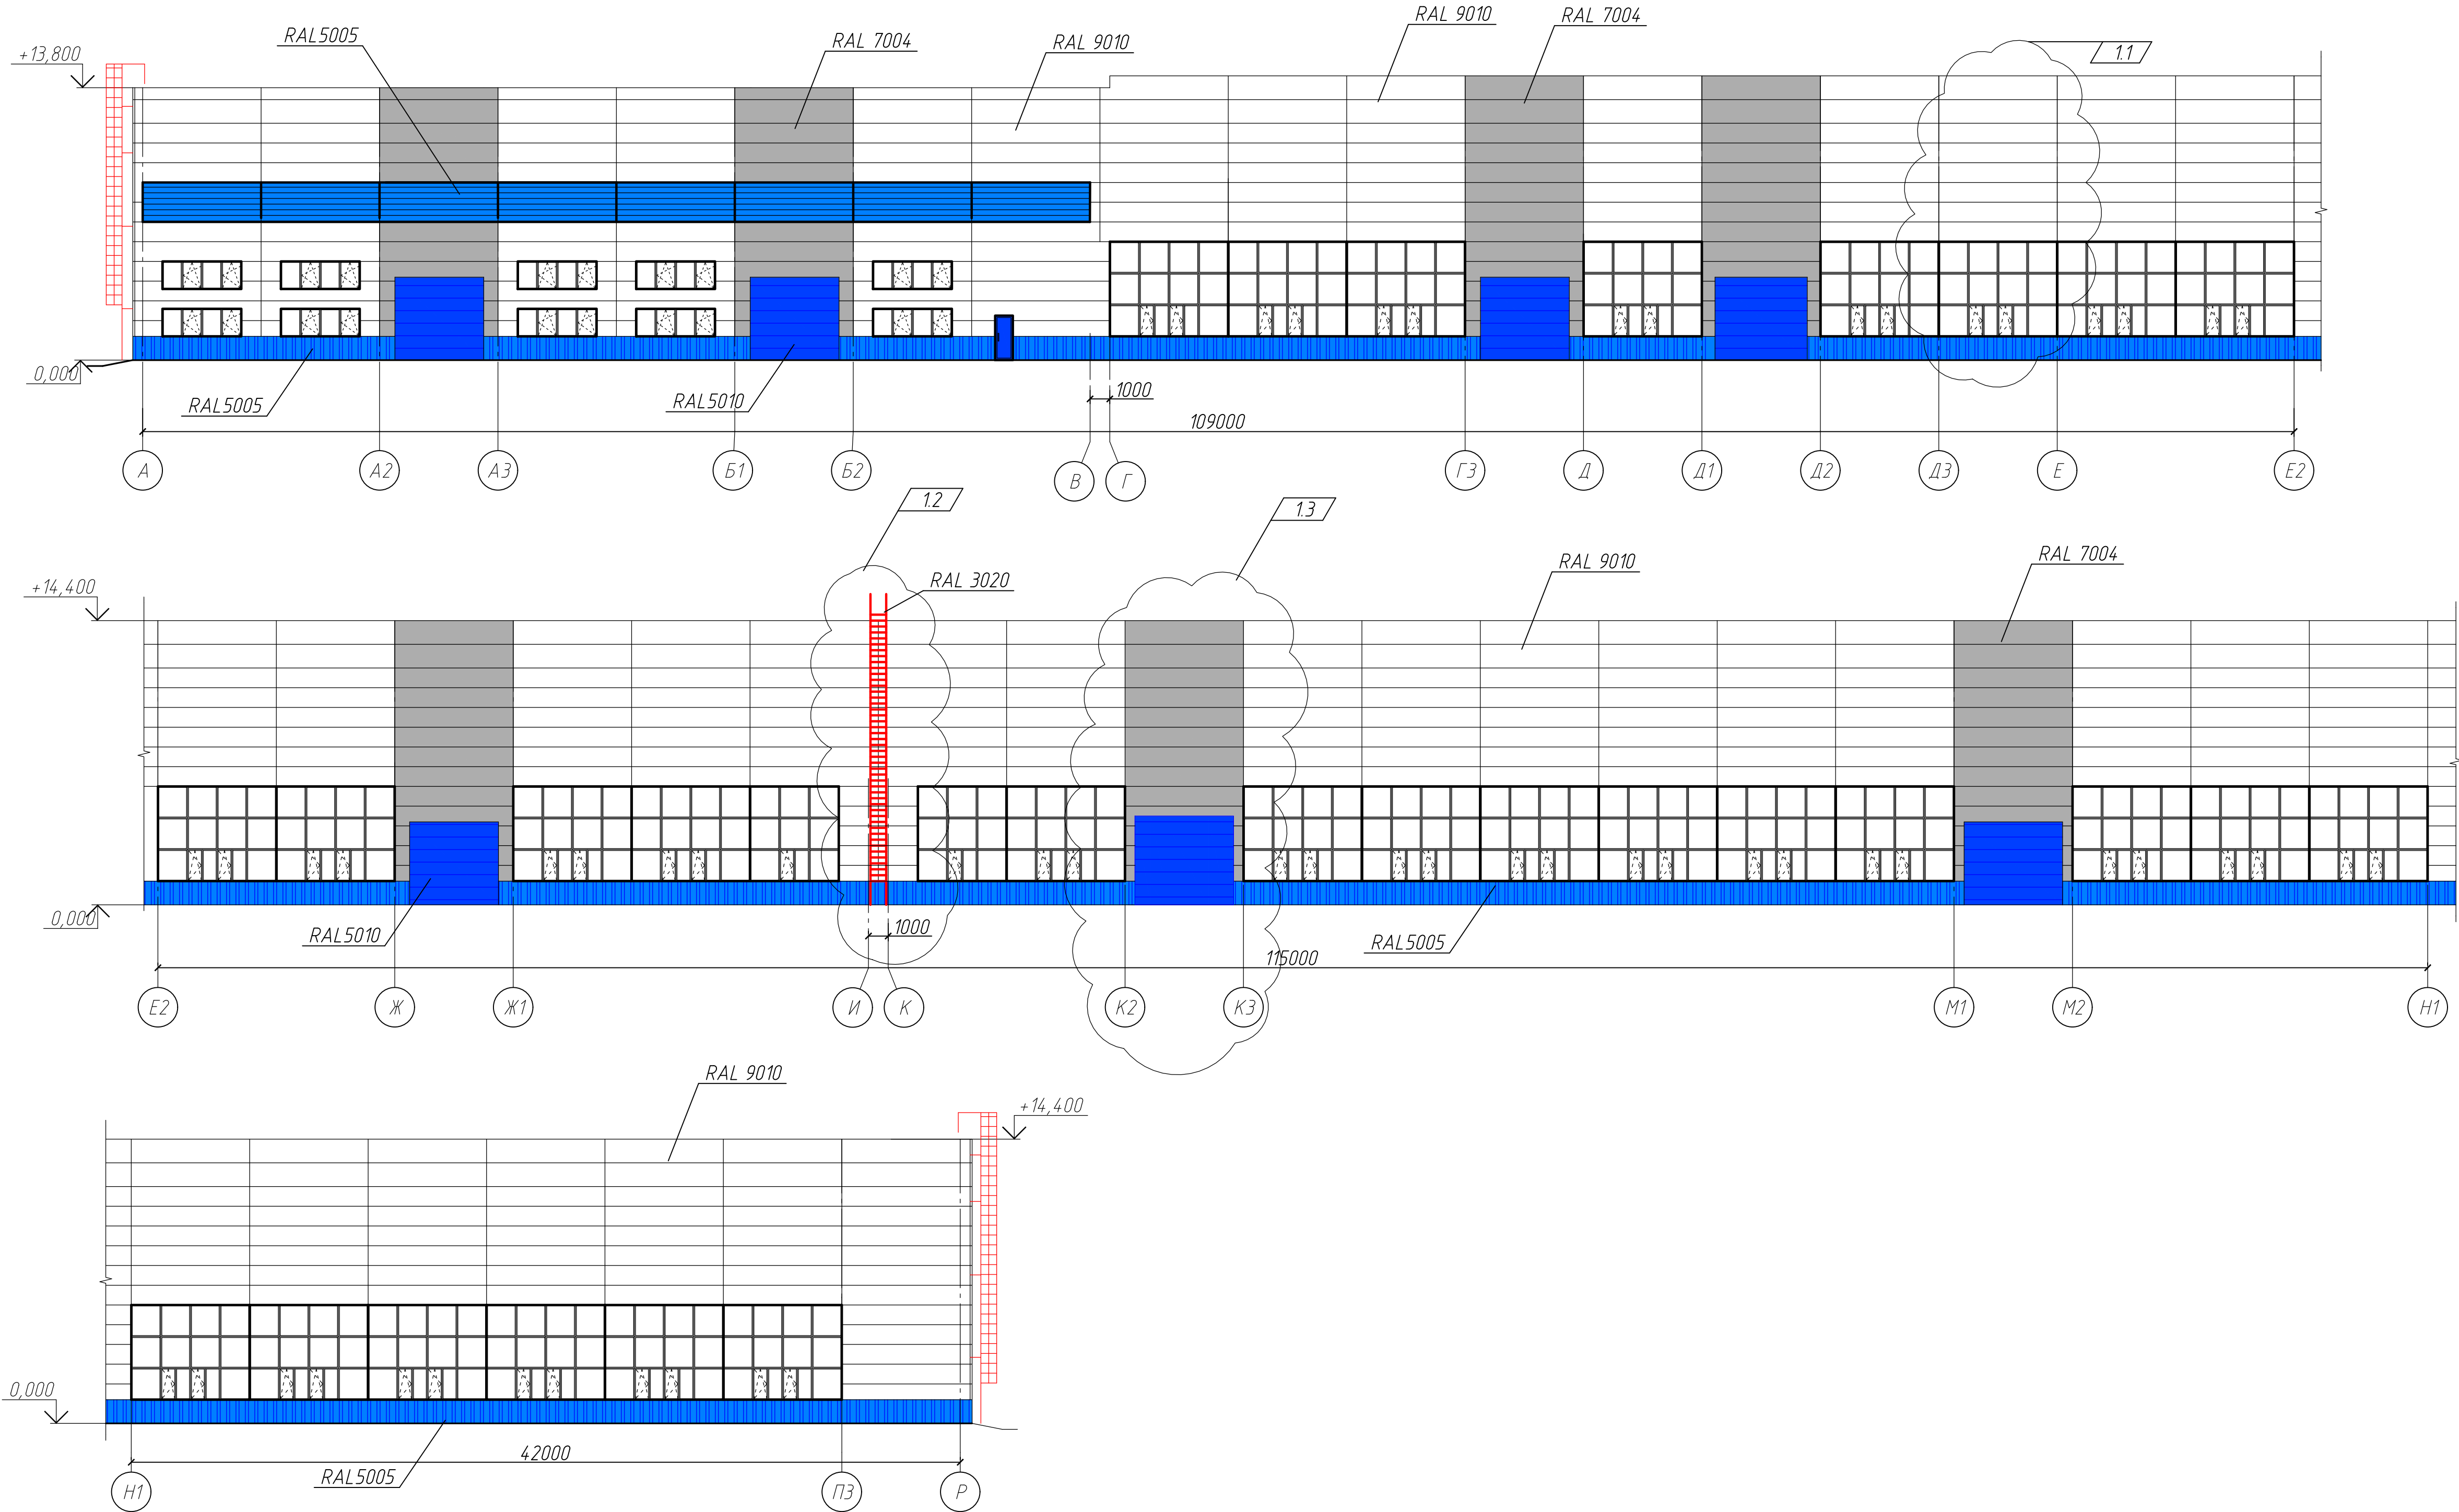 RAL 9010
RAL 7004
RAL5005
RAL 7004
RAL 9010
1.1
+13,800
0,000
RAL5005
RAL5010
1000
109000
А
А2
А3
Б1
Б2
В
Г
Г3
Д
Д1
Д2
Д3
Е
Е2
1.2
1.3
RAL 3020
RAL 9010
RAL 7004
+14,400
0,000
RAL5010
1000
RAL5005
115000
Е2
Ж
Ж1
И
К
К2
К3
М1
М2
Н1
RAL 9010
+14,400
0,000
42000
RAL5005
Н1
П3
Р